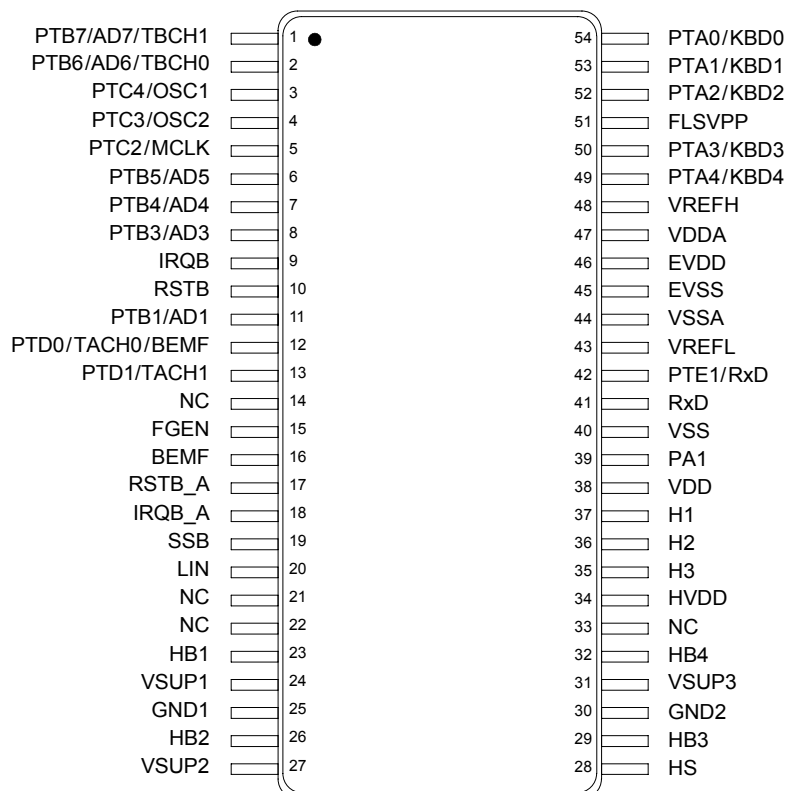 PTB7/AD7/TBCH1 1 54 PTA0/KBD0
PTB6/AD6/TBCH0 2 53 PTA1/KBD1
PTC4/OSC1 3 52 PTA2/KBD2
PTC3/OSC2 4 51 FLSVPP
PTC2/MCLK 5 50 PTA3/KBD3
PTB5/AD5 6 49 PTA4/KBD4
PTB4/AD4 7 48 VREFH
PTB3/AD3 8 47 VDDA
IRQB 9 46 EVDD
RSTB 10 45 EVSS
PTB1/AD1 11 44 VSSA
PTD0/TACH0/BEMF 12 43 VREFL
PTD1/TACH1 13 42 PTE1/RxD
NC 14 41 RxD
FGEN 15 40 VSS
BEMF 16 39 PA1
RSTB_A 17 38 VDD
IRQB_A 18 37 H1
SSB 19 36 H2
LIN 20 35 H3
NC 21 34 HVDD
NC 22 33 NC
HB1 23 32 HB4
VSUP1 24 31 VSUP3
GND1 25 30 GND2
HB2 26 29 HB3
VSUP2 27 28 HS